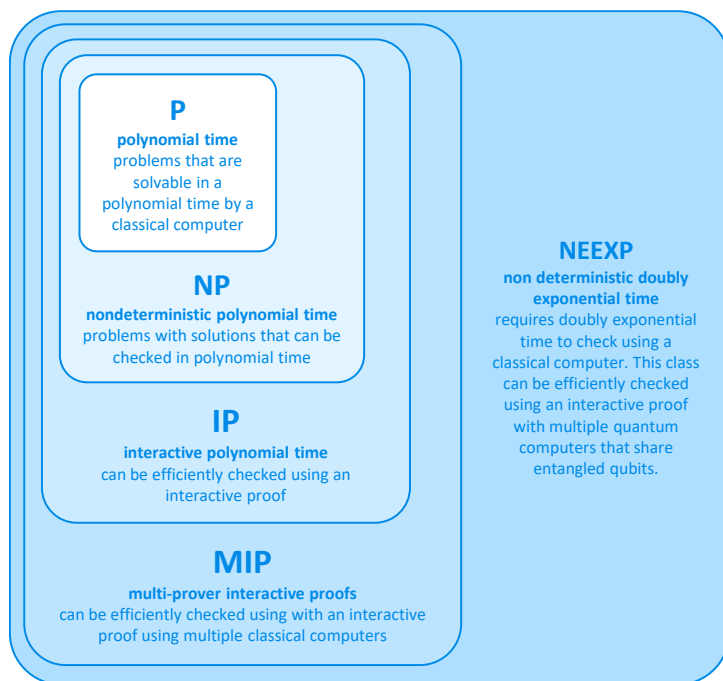 P
polynomial time
problems that are
solvable in a
polynomial time by a
classical computer
NP
nondeterministic polynomial time
problems with solutions that can be
checked in polynomial time
IP
interactive polynomial time
can be efficiently checked using an
interactive proof
MIP
multi-prover interactive proofs
can be efficiently checked using with an interactive
proof using multiple classical computers
NEEXP
non deterministic doubly
exponential time
requires doubly exponential
time to check using a
classical computer. This class
can be efficiently checked
using an interactive proof
with multiple quantum
computers that share
entangled qubits.